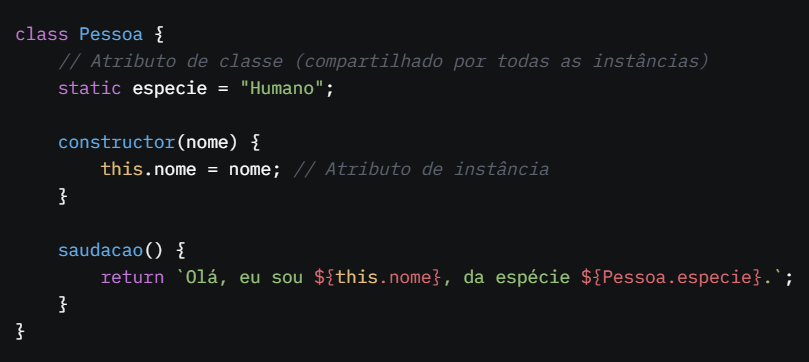 class Pessoa {
    // Atributo de classe (compartilhado por todas as instâncias)
    static especie = "Humano";

    constructor(nome) {
        this.nome = nome; // Atributo de instância
    }

    saudacao() {
        return `Olá, eu sou ${this.nome}, da espécie ${Pessoa.especie}.`;
    }
}